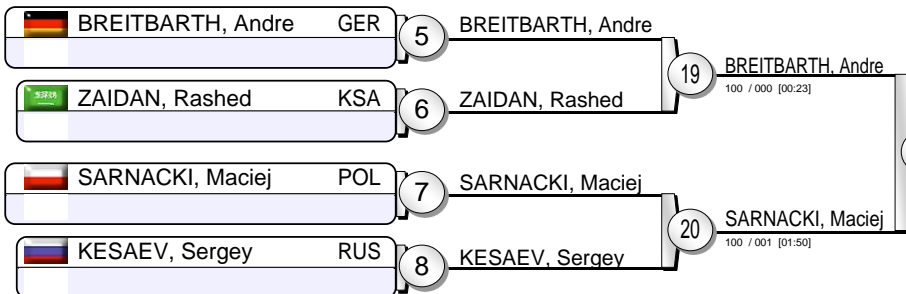 BREITBARTH, Andre GER
5
BREITBARTH, Andre
19
BREITBARTH, Andre
100 / 000 [00:23]
ZAIDAN, Rashed KSA
6
ZAIDAN, Rashed
SARNACKI, Maciej POL
7
SARNACKI, Maciej
20
SARNACKI, Maciej
100 / 001 [01:50]
KESAEV, Sergey RUS
8
KESAEV, Sergey